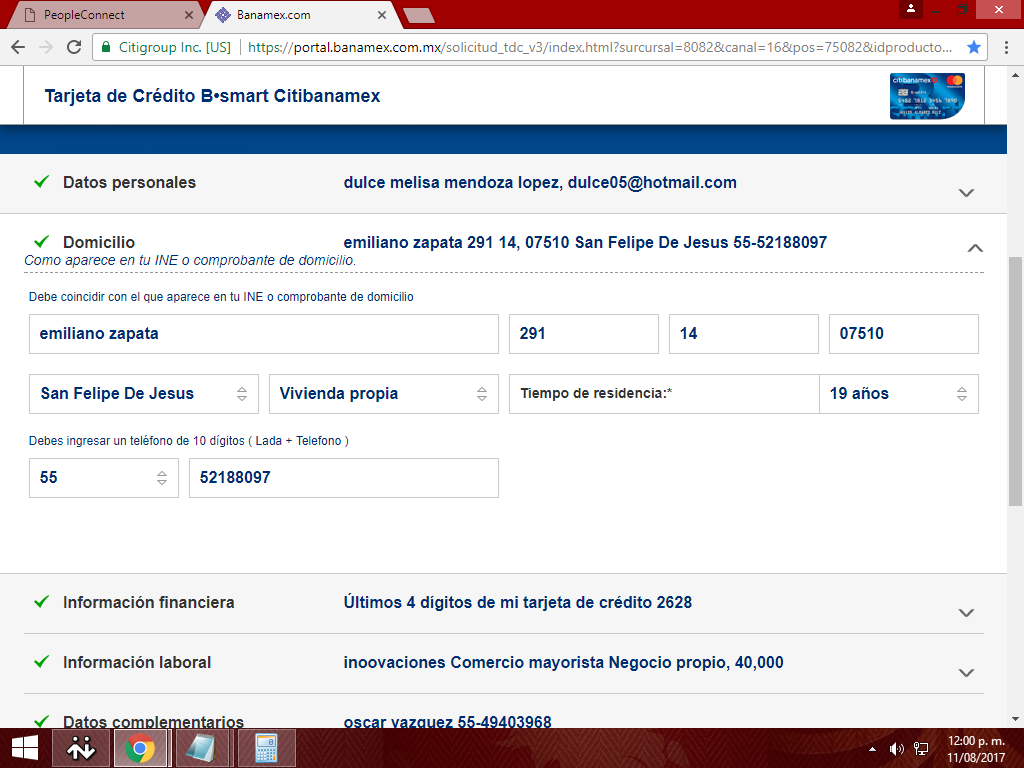 PeopleConnect
Banamex.com
Citigroup Inc. [US] https://portal.banamex.com.mx/solicitud_tdc_v3/index.html?surcursal=8082&canal=16&pos=75082&idproducto...
Tarjeta de Crédito B•smart Citibanamex
citibanamex
5482 7812 3456 7890
Datos personales dulce melisa mendoza lopez, dulce05@hotmail.com
Domicilio emiliano zapata 291 14, 07510 San Felipe De Jesus 55-52188097
Como aparece en tu INE o comprobante de domicilio.
Debe coincidir con el que aparece en tu INE o comprobante de domicilio
emiliano zapata 291 14 07510
San Felipe De Jesus Vivienda propia Tiempo de residencia:* 19 años
Debes ingresar un teléfono de 10 dígitos ( Lada + Telefono )
55 52188097
Información financiera Últimos 4 dígitos de mi tarjeta de crédito 2628
Información laboral inoovaciones Comercio mayorista Negocio propio, 40,000
Datos complementarios oscar vazquez 55-49403968
12:00 p. m.
11/08/2017